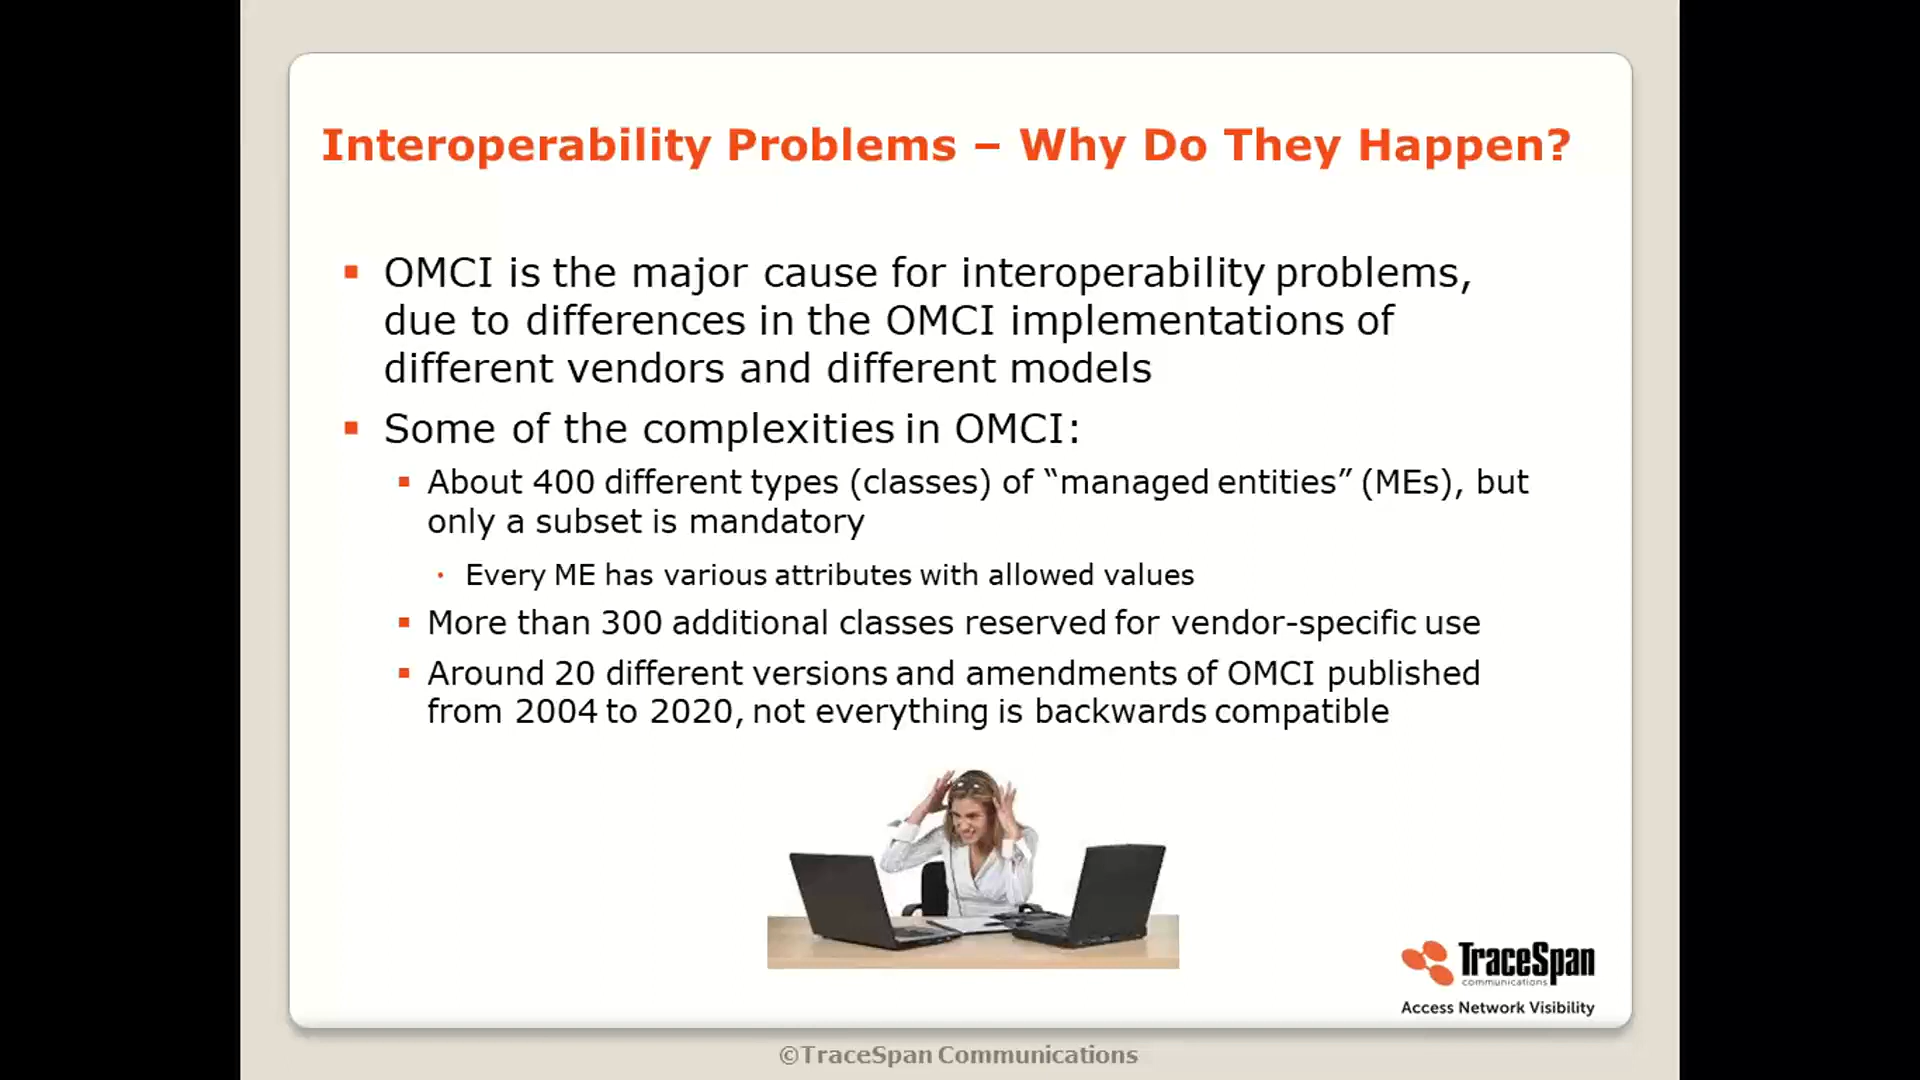 Interoperability Problems – Why Do They Happen?
OMCI is the major cause for interoperability problems,
due to differences in the OMCI implementations of
different vendors and different models
Some of the complexities in OMCI:
About 400 different types (classes) of “managed entities” (MEs), but
only a subset is mandatory
Every ME has various attributes with allowed values
More than 300 additional classes reserved for vendor-specific use
Around 20 different versions and amendments of OMCI published
from 2004 to 2020, not everything is backwards compatible
TraceSpan
communications
Access Network Visibility
©TraceSpan Communications